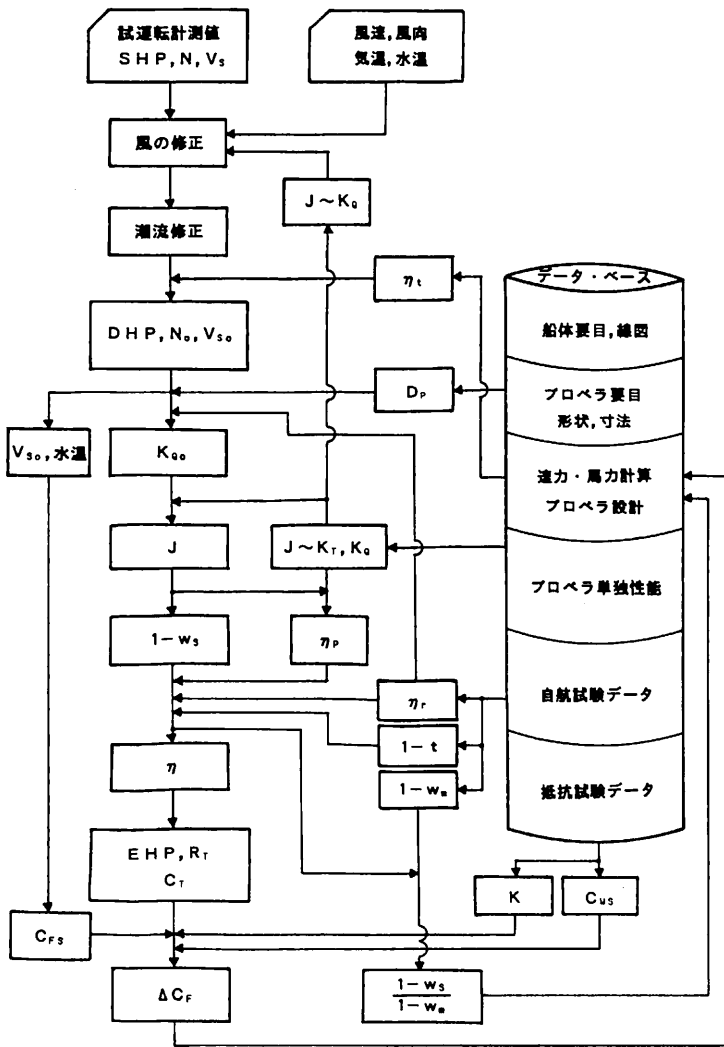 試運転計測値
SHP, N, Vs
風速, 風向
気温, 水温
風の修正
J~KQ
潮流修正
ηt
データ・ベース
船体要目, 線図
DHP, No, VSo
DP
プロペラ要目
形状, 寸法
VSo, 水温
KQo
速力・馬力計算
プロペラ設計
J
J~KT, KQ
プロペラ単独性能
1-ws
ηP
ηr
自航試験データ
1-t
η
1-wm
抵抗試験データ
EHP, RT
CT
K
CWS
CFS
ΔCF
1-ws
1-wm